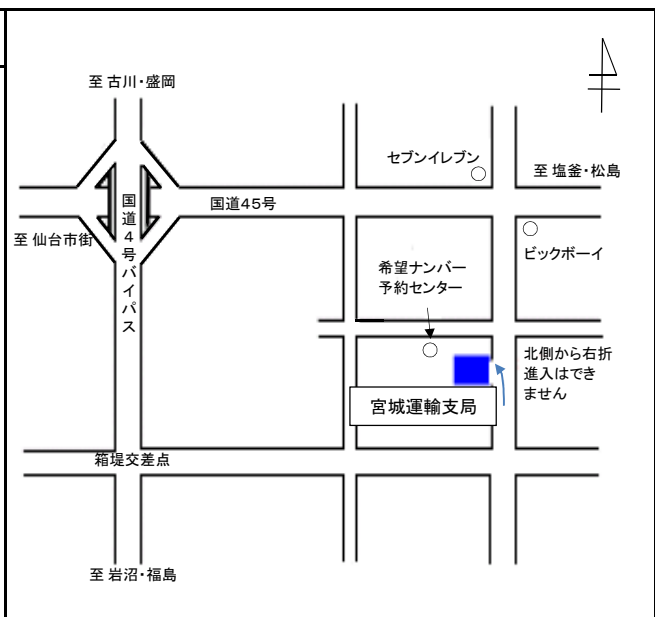 至 古川・盛岡
セブンイレブン
至 塩釜・松島
国道45号
国道4号バイパス
至 仙台市街
ビックボーイ
希望ナンバー
予約センター
北側から右折
進入はでき
ません
宮城運輸支局
箱堤交差点
至 岩沼・福島